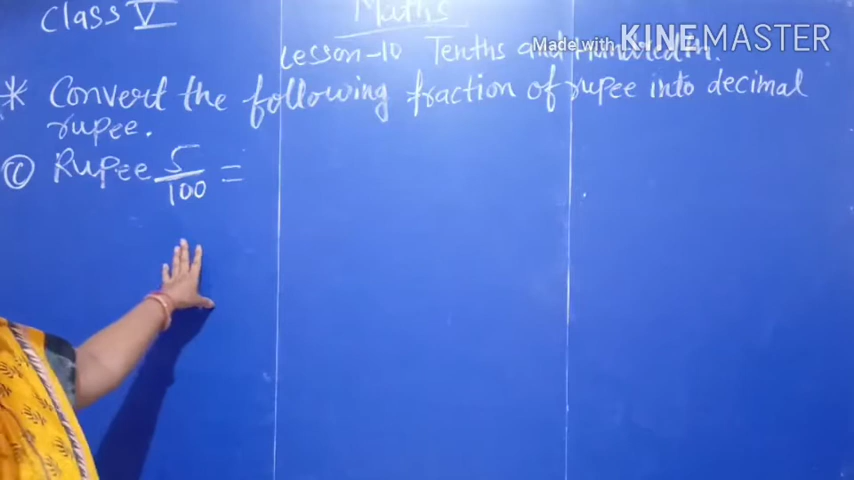 Class V
Maths
Lesson-10 Tenths and Hundredth.
Made with KINEMASTER
* Convert the following fraction of rupee into decimal
rupee.
(C) Rupee 5/100 =